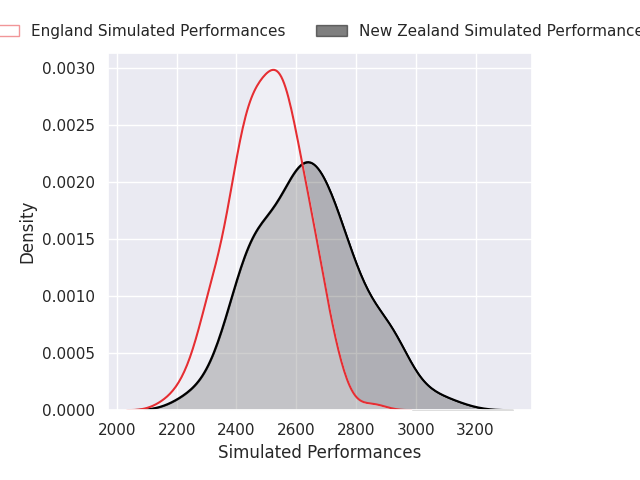 England Simulated Performances
New Zealand Simulated Performance
0.0030
0.0025
0.0020
0.0015
0.0010
0.0005
0.0000
Density
2000 2200 2400 2600 2800 3000 3200
Simulated Performances